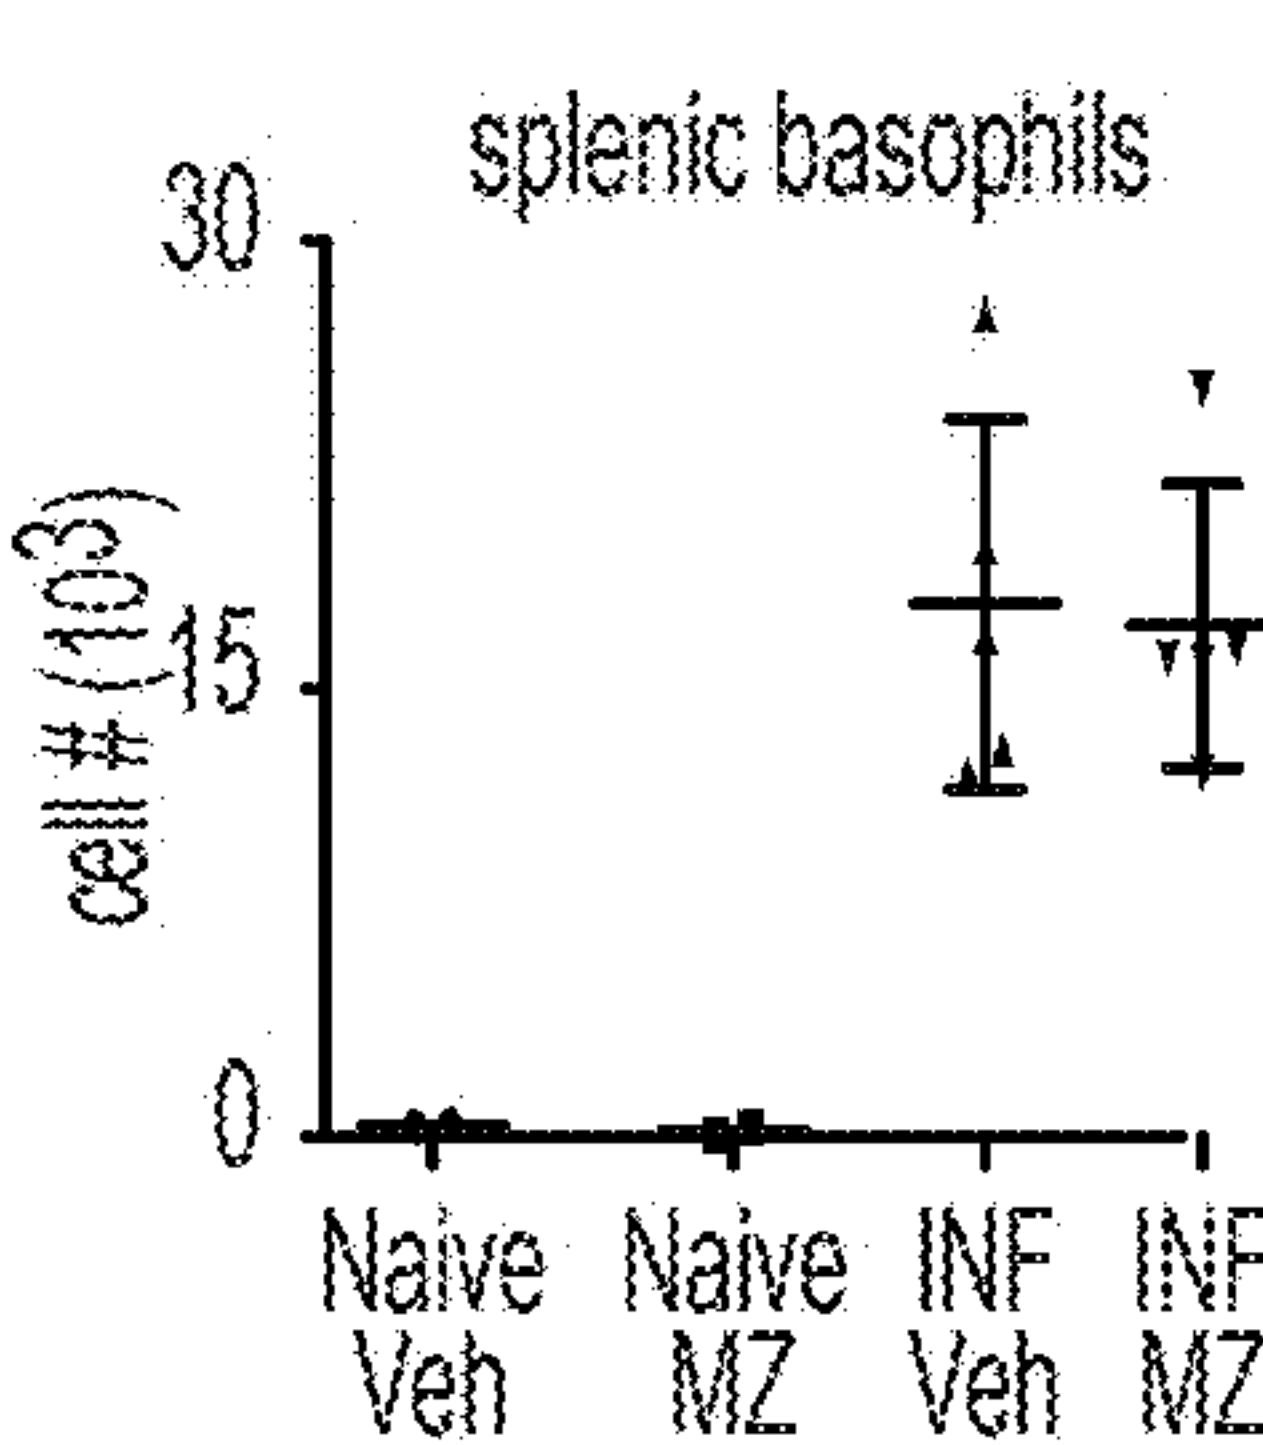 splenic basophils
30
15
0
cell # (10³)
Naive Veh
Naive MZ
INF Veh
INF MZ